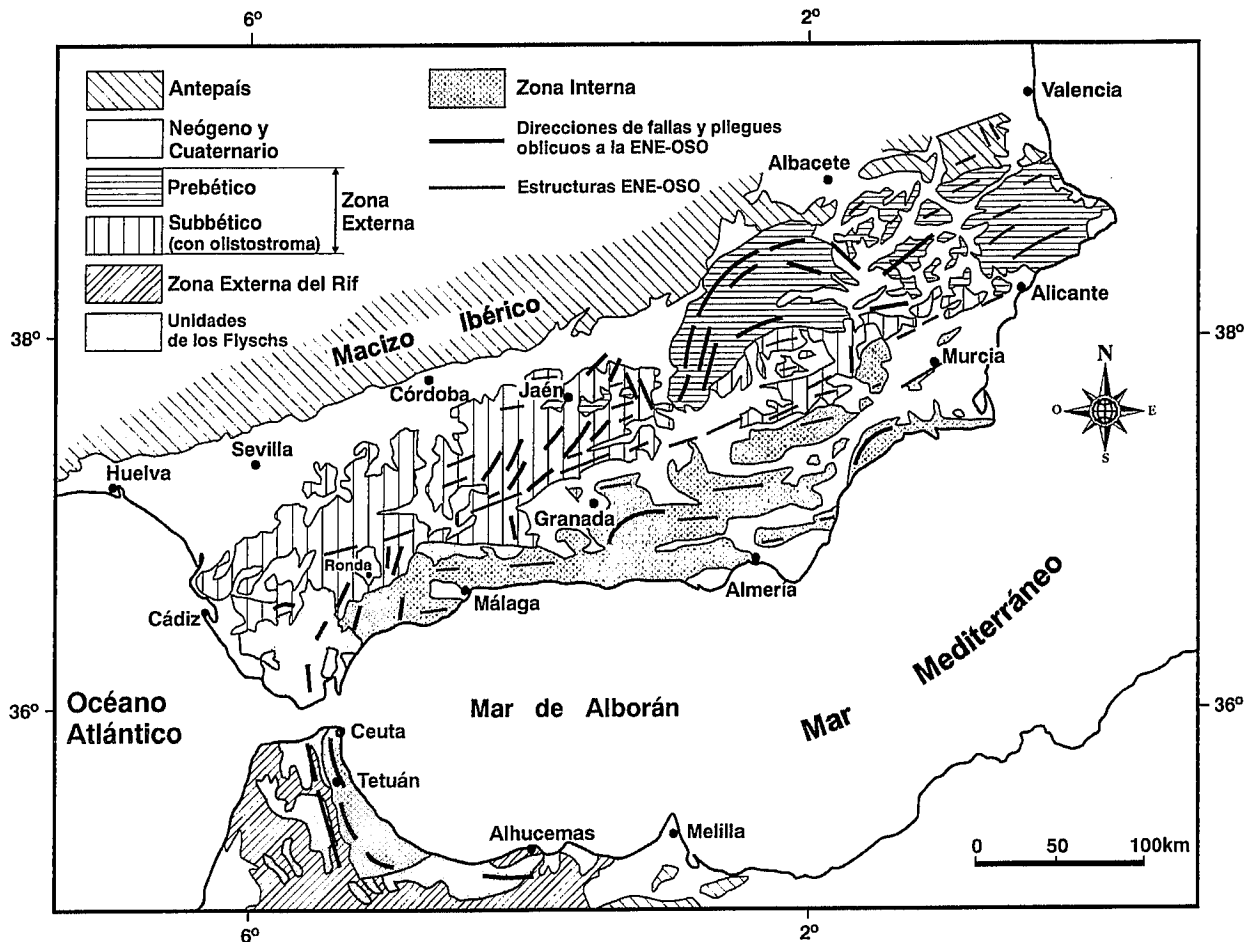 6º
2º
Antepaís
Neógeno y
Cuaternario
Prebético
Subbético
(con olistostroma)
Zona
Externa
Zona Externa del Rif
Unidades
de los Flyschs
Zona Interna
Direcciones de fallas y pliegues
oblicuos a la ENE-OSO
Estructuras ENE-OSO
Valencia
Albacete
Alicante
Macizo Ibérico
38º
38º
Murcia
Córdoba
Jaén
N
O
E
S
Sevilla
Huelva
Granada
Ronda
Almería
Málaga
Cádiz
Mar Mediterráneo
Océano
Atlántico
Mar de Alborán
36º
36º
Ceuta
Tetuán
Alhucemas
Melilla
0
50
100km
6º
2º